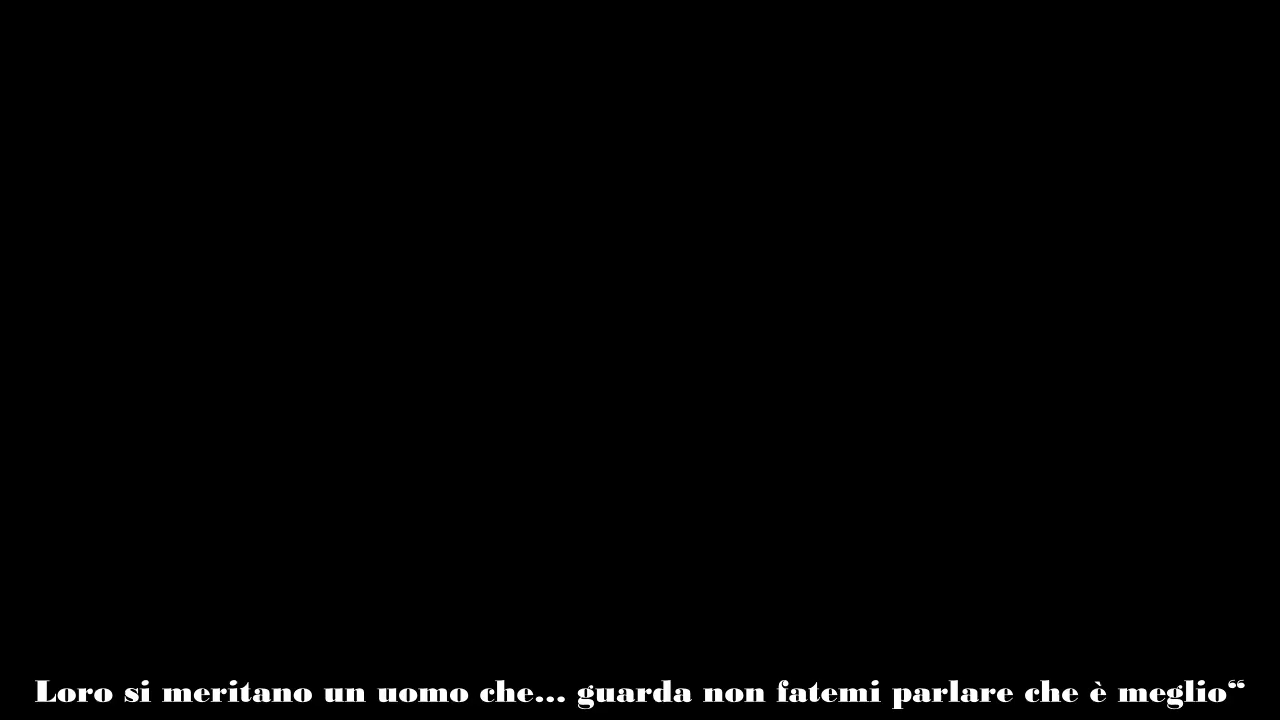 Loro si meritano un uomo che... guarda non fatemi parlare che è meglio“